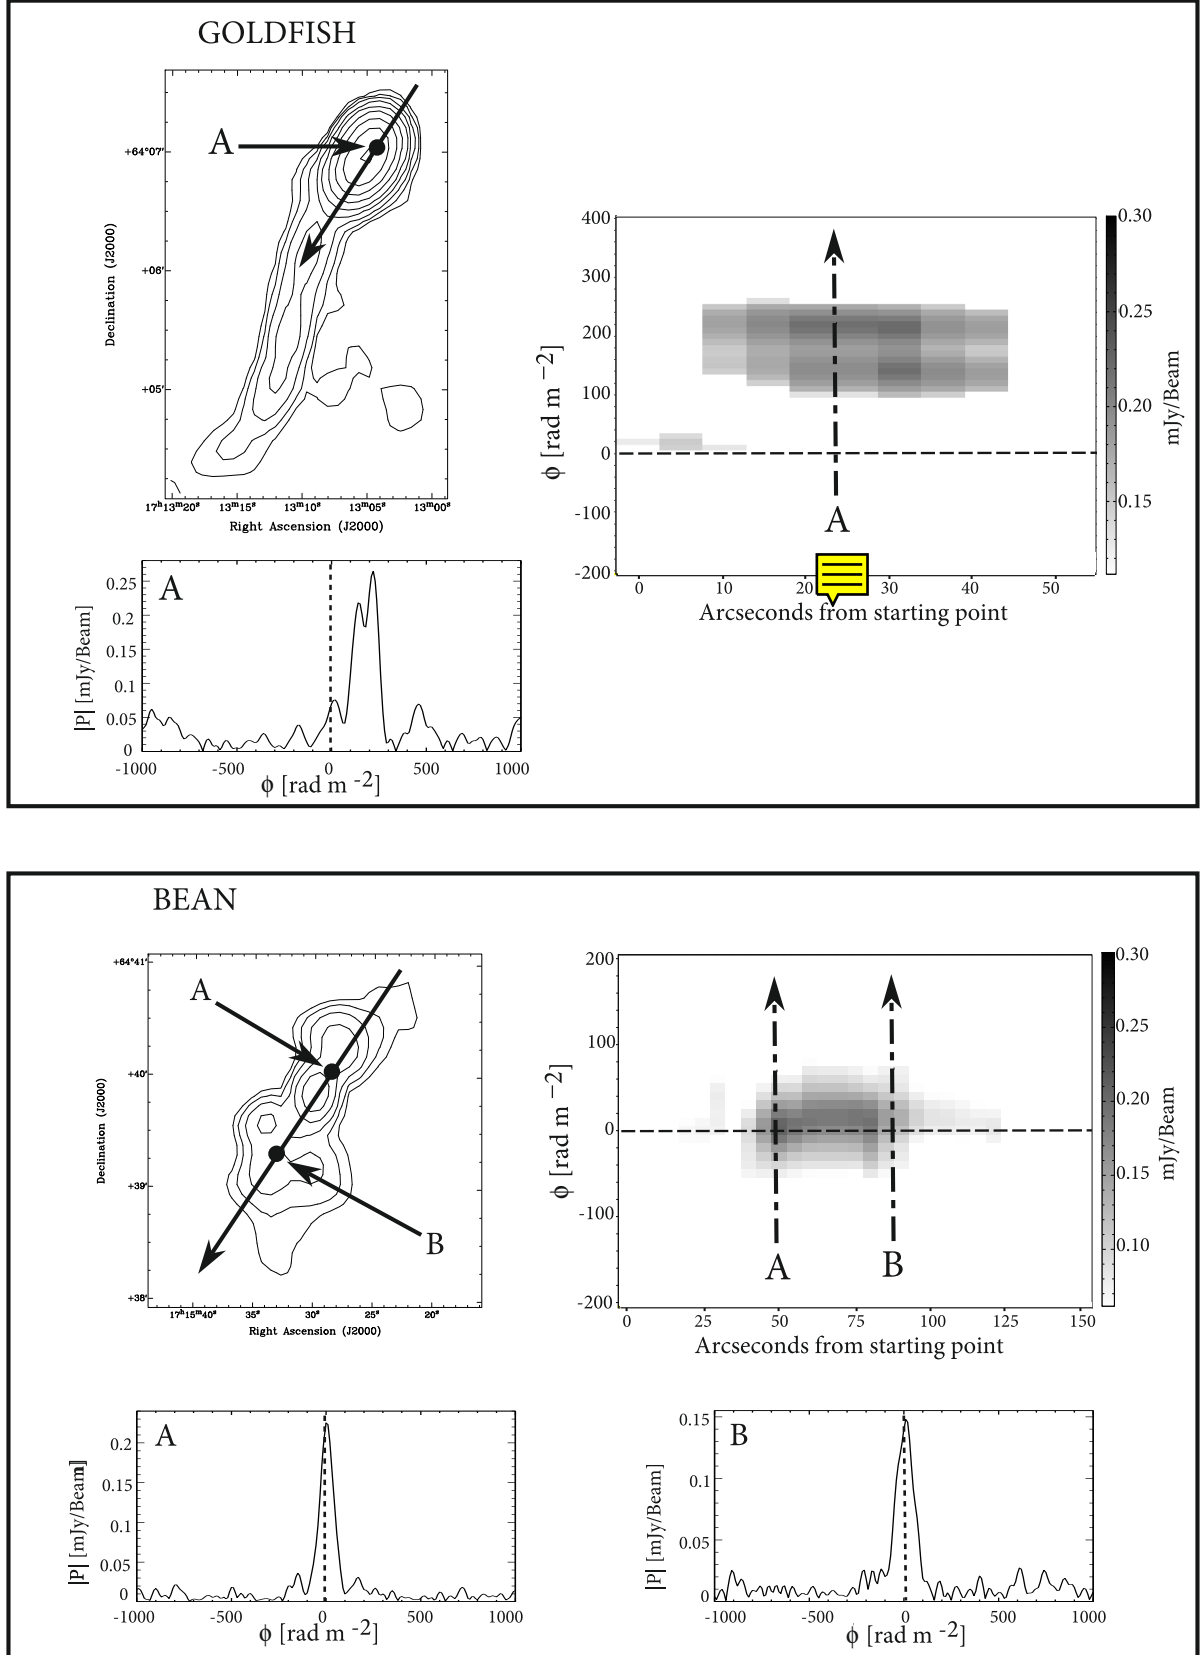 GOLDFISH
A
+64°07′
+06′
+05′
Declination (J2000)
17ʰ13ᵐ20ˢ 13ᵐ15ˢ 13ᵐ10ˢ 13ᵐ05ˢ 13ᵐ00ˢ
Right Ascension (J2000)
400
300
200
100
0
-100
-200
ϕ [rad m −2]
A
0 10 20 30 40 50
Arcseconds from starting point
0.30
0.25
0.20
0.15
mJy/Beam
A
0.25
0.2
0.15
0.1
0.05
0
|P| [mJy/Beam]
-1000 -500 0 500 1000
ϕ [rad m -2]
BEAN
A
B
+64°41′
+40′
+39′
+38′
Declination (J2000)
17ʰ15ᵐ40ˢ 35ˢ 30ˢ 25ˢ 20ˢ
Right Ascension (J2000)
200
100
0
-100
-200
ϕ [rad m −2]
A B
0 25 50 75 100 125 150
Arcseconds from starting point
0.30
0.25
0.20
0.15
0.10
mJy/Beam
A
0.2
0.15
0.1
0.05
0
|P| [mJy/Beam]
-1000 -500 0 500 1000
ϕ [rad m -2]
B
0.15
0.1
0.05
0
|P| [mJy/Beam]
-1000 -500 0 500 1000
ϕ [rad m -2]